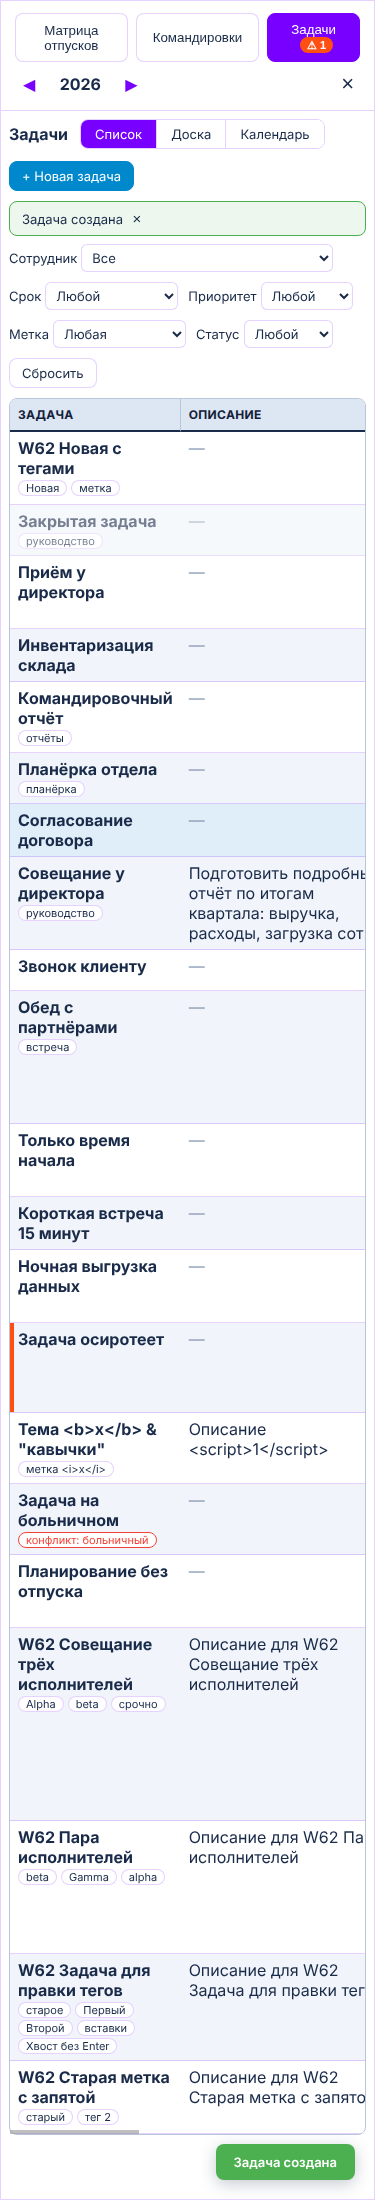 Матрица
отпусков
Командировки
Задачи
⚠ 1
◀ 2026 ▶ ×
Задачи Список Доска Календарь
+ Новая задача
Задача создана ×
Сотрудник Все
Срок Любой Приоритет Любой
Метка Любая Статус Любой
Сбросить
ЗАДАЧА ОПИСАНИЕ
W62 Новая с —
тегами
Новая метка
Закрытая задача —
руководство
Приём у —
директора
Инвентаризация —
склада
Командировочный —
отчёт
отчёты
Планёрка отдела —
планёрка
Согласование —
договора
Совещание у
директора
руководство
Подготовить подробны
отчёт по итогам
квартала: выручка,
расходы, загрузка сот
Звонок клиенту —
Обед с —
партнёрами
встреча
Только время —
начала
Короткая встреча —
15 минут
Ночная выгрузка —
данных
Задача осиротеет —
Тема <b>x</b> &
"кавычки"
метка <i>x</i>
Описание
<script>1</script>
Задача на —
больничном
конфликт: больничный
Планирование без —
отпуска
W62 Совещание
трёх
исполнителей
Alpha beta срочно
Описание для W62
Совещание трёх
исполнителей
W62 Пара
исполнителей
beta Gamma alpha
Описание для W62 Па
исполнителей
W62 Задача для
правки тегов
старое Первый
Второй вставки
Хвост без Enter
Описание для W62
Задача для правки тег
W62 Старая метка
с запятой
старый тег 2
Описание для W62
Старая метка с запято
Задача создана